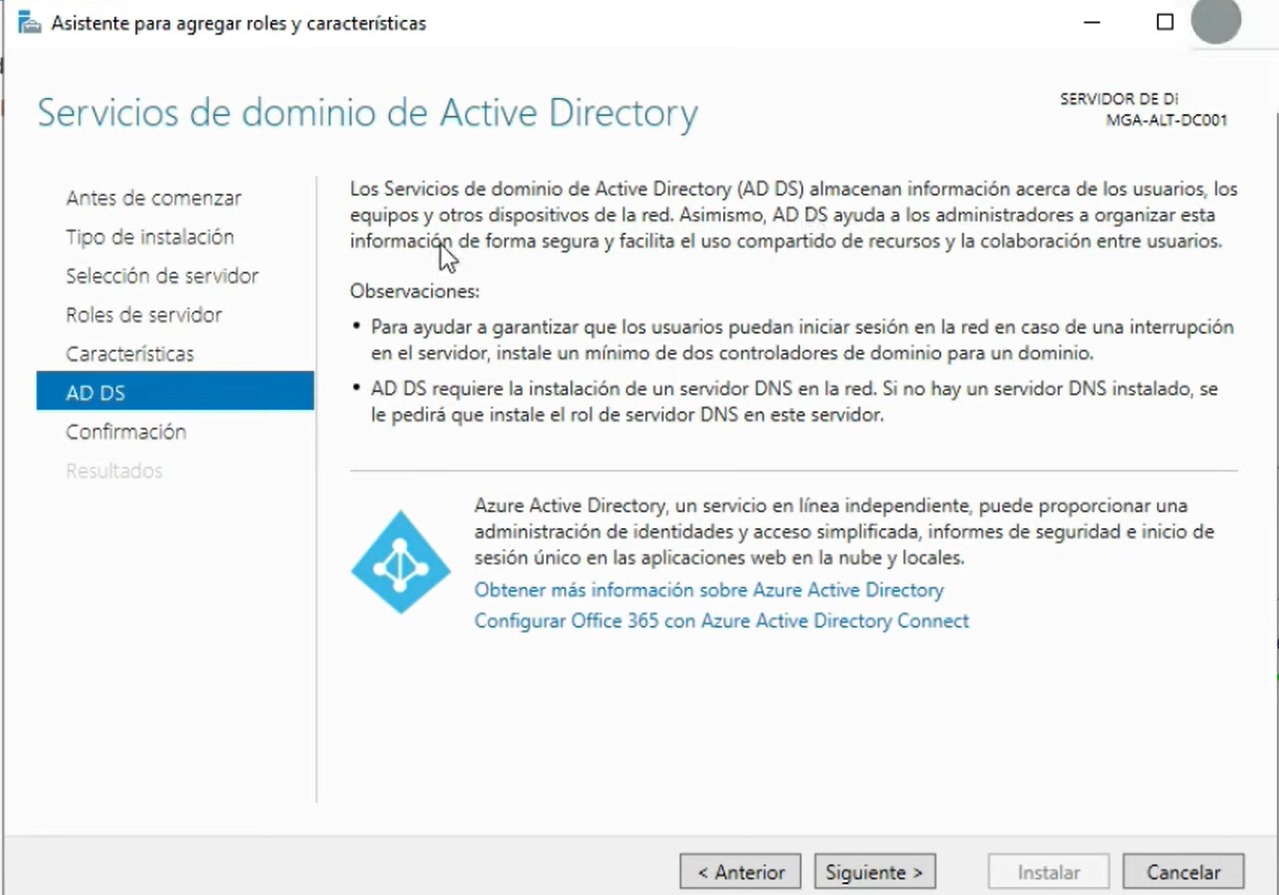 Asistente para agregar roles y características
Servicios de dominio de Active Directory
SERVIDOR DE DI
MGA-ALT-DC001
Antes de comenzar
Tipo de instalación
Selección de servidor
Roles de servidor
Características
AD DS
Confirmación
Resultados
Los Servicios de dominio de Active Directory (AD DS) almacenan información acerca de los usuarios, los
equipos y otros dispositivos de la red. Asimismo, AD DS ayuda a los administradores a organizar esta
información de forma segura y facilita el uso compartido de recursos y la colaboración entre usuarios.
Observaciones:
• Para ayudar a garantizar que los usuarios puedan iniciar sesión en la red en caso de una interrupción
en el servidor, instale un mínimo de dos controladores de dominio para un dominio.
• AD DS requiere la instalación de un servidor DNS en la red. Si no hay un servidor DNS instalado, se
le pedirá que instale el rol de servidor DNS en este servidor.
Azure Active Directory, un servicio en línea independiente, puede proporcionar una
administración de identidades y acceso simplificada, informes de seguridad e inicio de
sesión único en las aplicaciones web en la nube y locales.
Obtener más información sobre Azure Active Directory
Configurar Office 365 con Azure Active Directory Connect
< Anterior
Siguiente >
Instalar
Cancelar